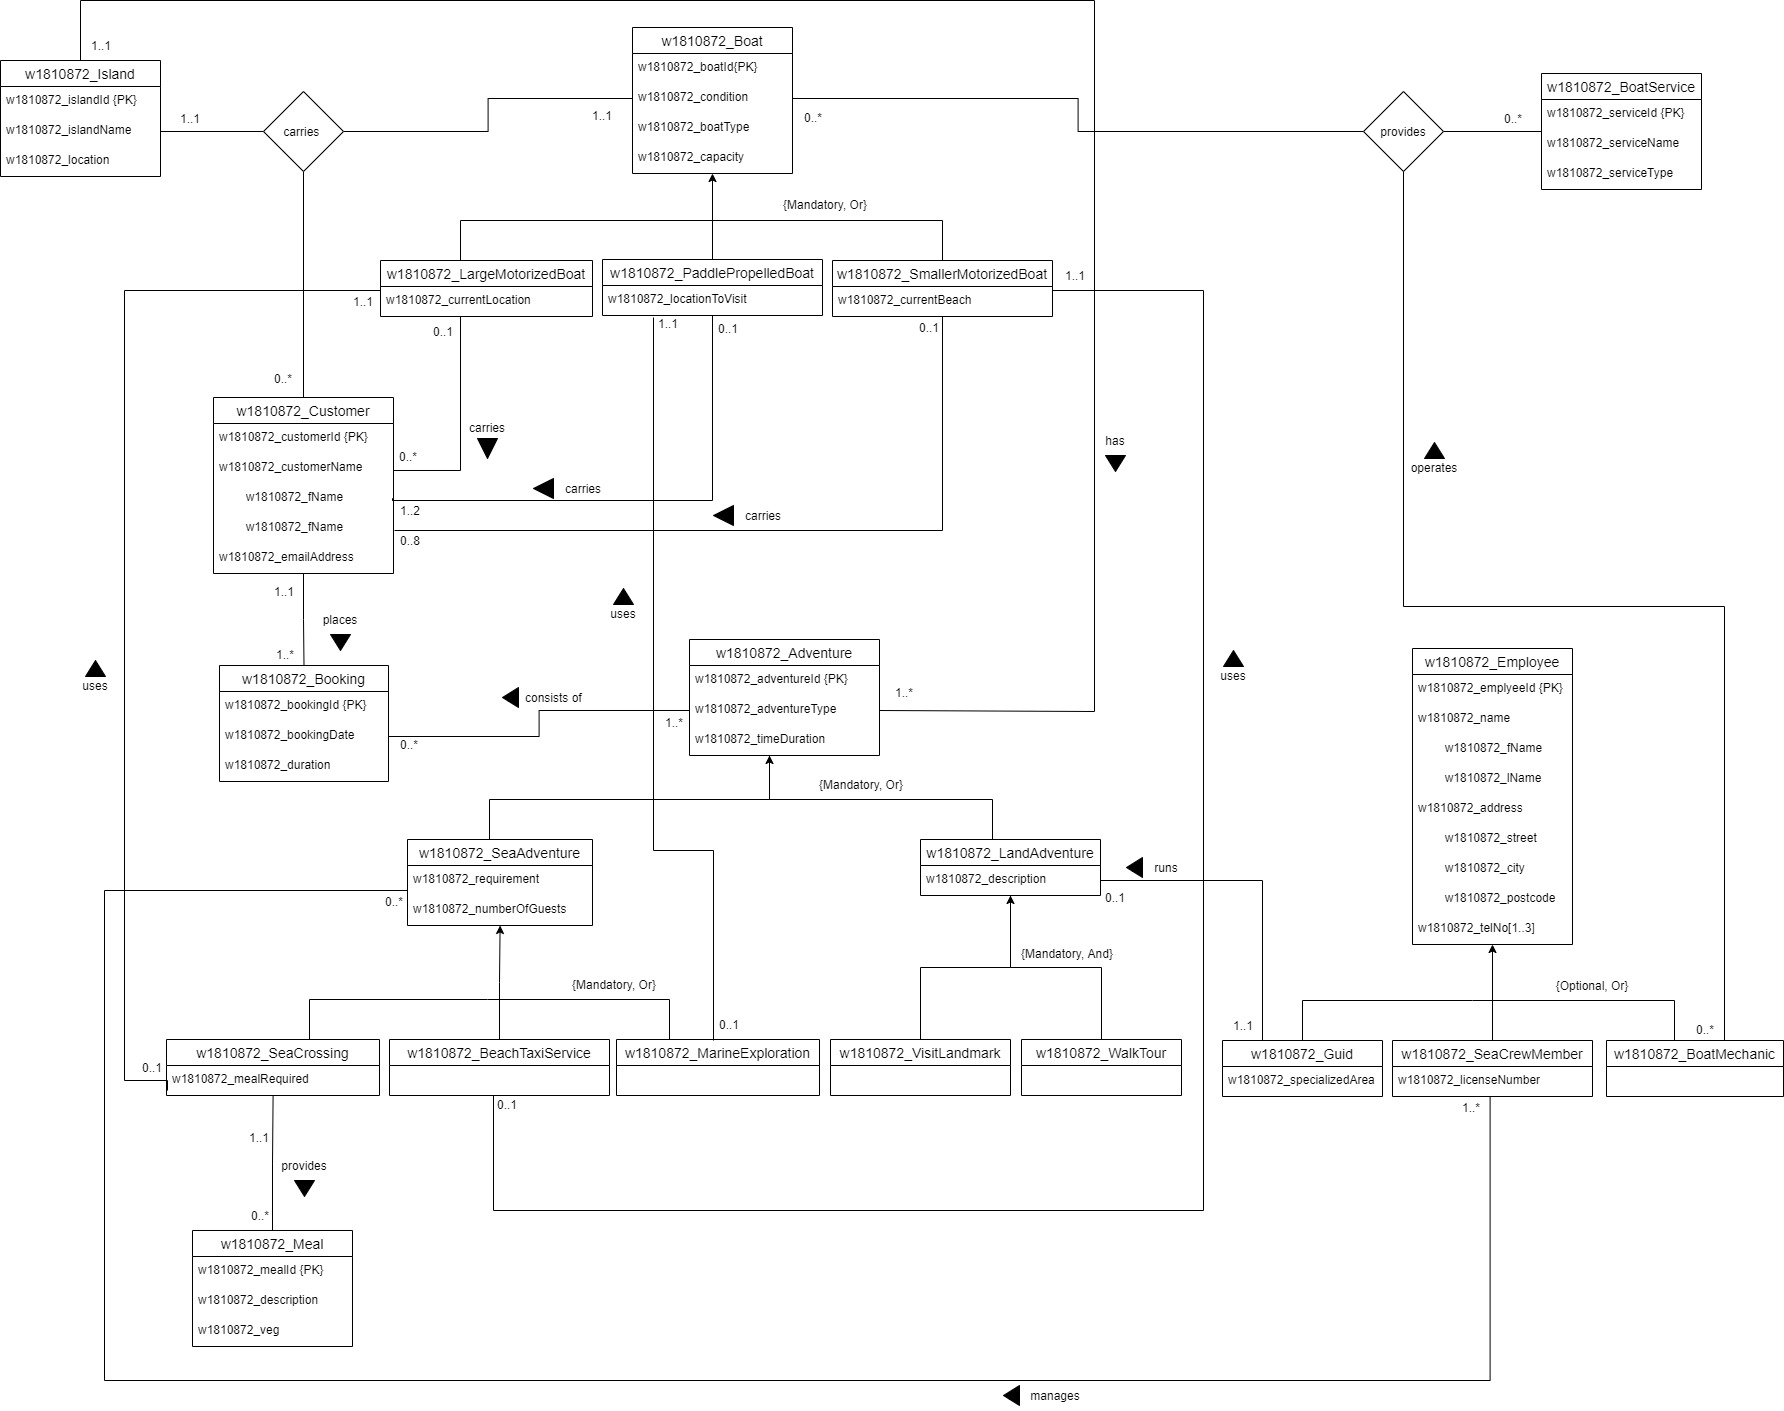 1..1
w1810872_Island
w1810872_islandId {PK}
w1810872_islandName
w1810872_location
1..1
carries
1..1
w1810872_Boat
w1810872_boatId{PK}
w1810872_condition
w1810872_boatType
w1810872_capacity
0..*
provides
0..*
w1810872_BoatService
w1810872_serviceId {PK}
w1810872_serviceName
w1810872_serviceType
{Mandatory, Or}
w1810872_LargeMotorizedBoat
w1810872_currentLocation
w1810872_PaddlePropelledBoat
w1810872_locationToVisit
w1810872_SmallerMotorizedBoat
w1810872_currentBeach
1..1
1..1
0..1
1..1
0..1
0..1
0..*
w1810872_Customer
w1810872_customerId {PK}
w1810872_customerName
w1810872_fName
w1810872_fName
w1810872_emailAddress
carries
0..*
carries
1..2
carries
0..8
has
operates
1..1
places
1..*
uses
uses
uses
w1810872_Booking
w1810872_bookingId {PK}
w1810872_bookingDate
w1810872_duration
consists of
0..*
1..*
w1810872_Adventure
w1810872_adventureId {PK}
w1810872_adventureType
w1810872_timeDuration
1..*
w1810872_Employee
w1810872_emplyeeId {PK}
w1810872_name
w1810872_fName
w1810872_lName
w1810872_address
w1810872_street
w1810872_city
w1810872_postcode
w1810872_telNo[1..3]
{Mandatory, Or}
w1810872_SeaAdventure
w1810872_requirement
w1810872_numberOfGuests
0..*
w1810872_LandAdventure
w1810872_description
runs
0..1
{Mandatory, And}
{Mandatory, Or}
{Optional, Or}
0..1
1..1
0..*
0..1
w1810872_SeaCrossing
w1810872_mealRequired
w1810872_BeachTaxiService
w1810872_MarineExploration
w1810872_VisitLandmark
w1810872_WalkTour
w1810872_Guid
w1810872_specializedArea
w1810872_SeaCrewMember
w1810872_licenseNumber
w1810872_BoatMechanic
0..1
1..*
1..1
provides
0..*
w1810872_Meal
w1810872_mealId {PK}
w1810872_description
w1810872_veg
manages